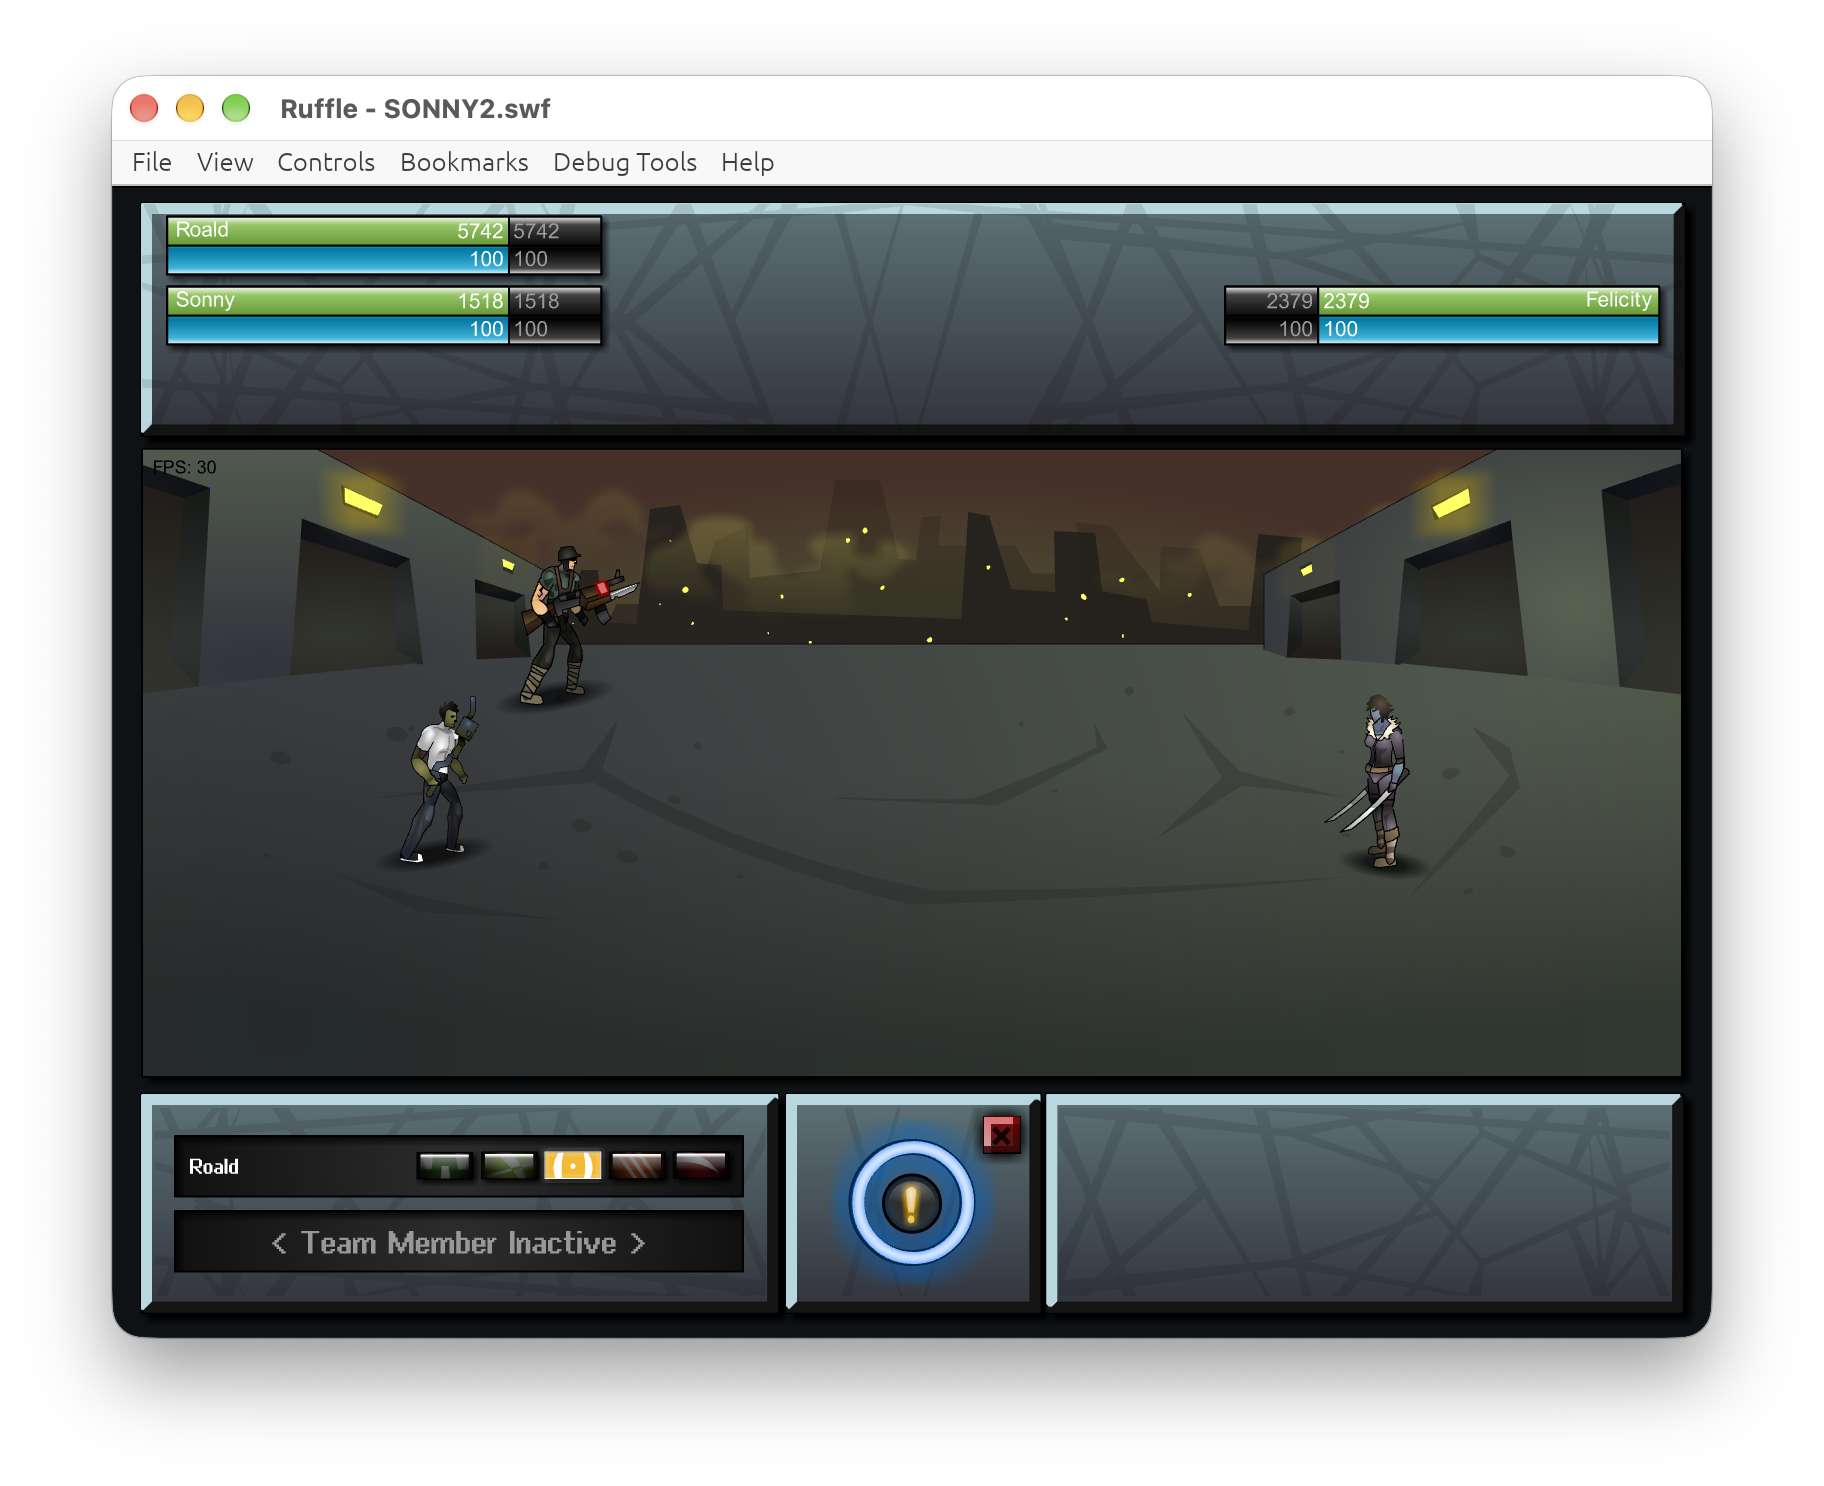 Ruffle - SONNY2.swf
File View Controls Bookmarks Debug Tools Help
Roald 5742 5742
100 100
Sonny 1518 1518
100 100
2379 2379 Felicity
100 100
FPS: 30
Roald
< Team Member Inactive >